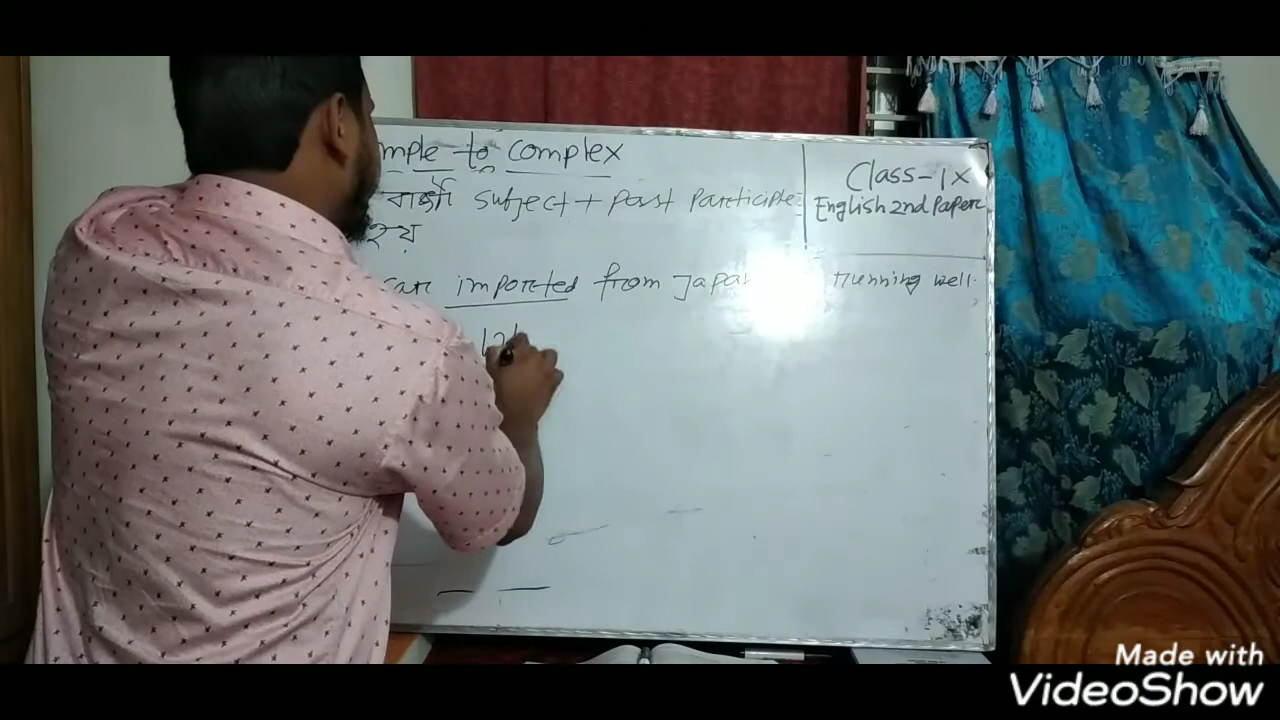 mple to complex
Class-IX
English 2nd Paper
subject + past participle
হয়
car imported from Japan running well.
Made with
VideoShow